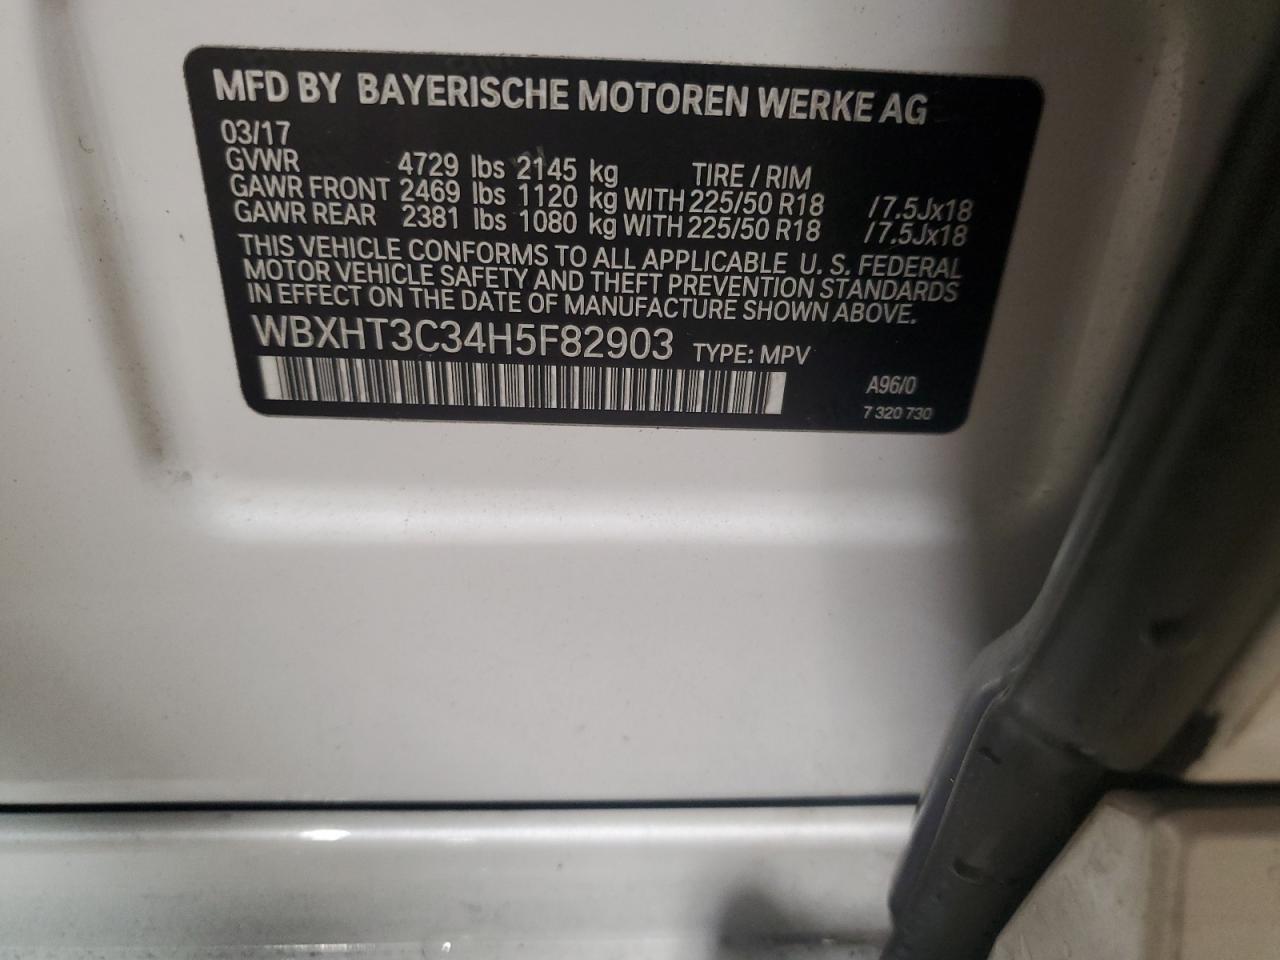 MFD BY BAYERISCHE MOTOREN WERKE AG
03/17
GVWR 4729 lbs 2145 kg TIRE / RIM
GAWR FRONT 2469 lbs 1120 kg WITH 225/50 R18 /7.5Jx18
GAWR REAR 2381 lbs 1080 kg WITH 225/50 R18 /7.5Jx18
THIS VEHICLE CONFORMS TO ALL APPLICABLE U. S. FEDERAL
MOTOR VEHICLE SAFETY AND THEFT PREVENTION STANDARDS
IN EFFECT ON THE DATE OF MANUFACTURE SHOWN ABOVE.
WBXHT3C34H5F82903 TYPE: MPV
A96/0
7 320 730